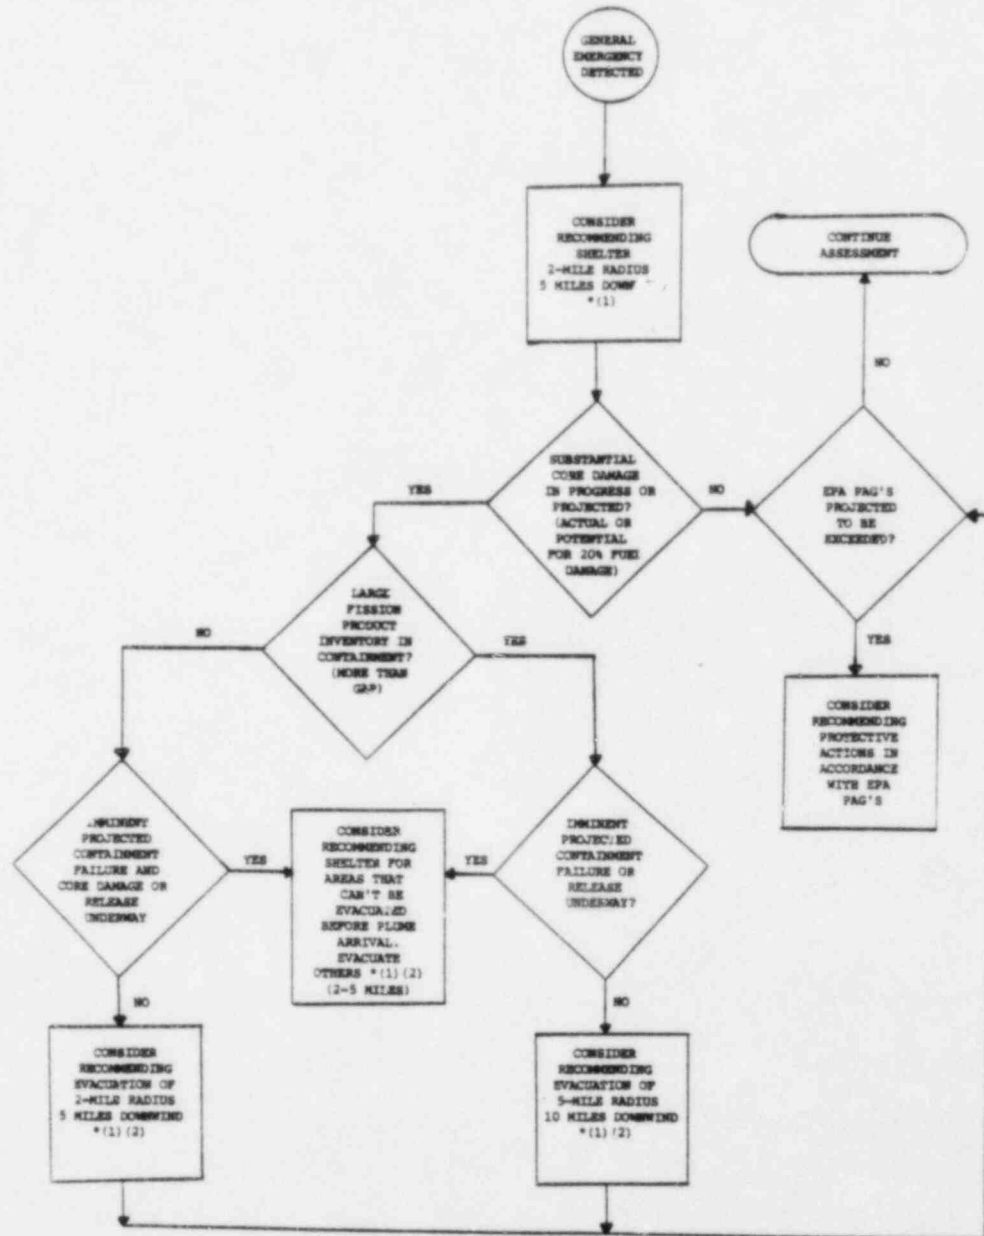 GENERAL
EMERGENCY
DETECTED
CONSIDER
RECOMMENDING
SHELTER
2-MILE RADIUS
5 MILES
*(1)
CONTINUE
ASSESSMENT
NO
SUBSTANTIAL
CORE DAMAGE
IN PROGRESS OR
PROJECTED?
(ACTUAL OR
POTENTIAL
FOR 20% FUEL
DAMAGE)
YES
NO
EPA PAG'S
PROJECTED
TO BE
EXCEEDED?
YES
CONSIDER
RECOMMENDING
PROTECTIVE
ACTIONS IN
ACCORDANCE
WITH EPA
PAG'S
LARGE
FISSION
PRODUCT
INVENTORY IN
CONTAINMENT?
(MORE THAN
GAP)
NO
YES
IMMINENT
PROJECTED
CONTAINMENT
FAILURE AND
CORE DAMAGE OR
RELEASE
UNDERWAY
YES
CONSIDER
RECOMMENDING
SHELTER FOR
AREAS THAT
CAN'T BE
EVACUATED
BEFORE PLUME
ARRIVAL.
EVACUATE
OTHERS *(1)(2)
(2-5 MILES)
YES
IMMINENT
PROJECTED
CONTAINMENT
FAILURE OR
RELEASE
UNDERWAY?
NO
CONSIDER
RECOMMENDING
EVACUATION OF
2-MILE RADIUS
5 MILES DOWNWIND
*(1)(2)
NO
CONSIDER
RECOMMENDING
EVACUATION OF
5-MILE RADIUS
10 MILES DOWNWIND
*(1)(2)